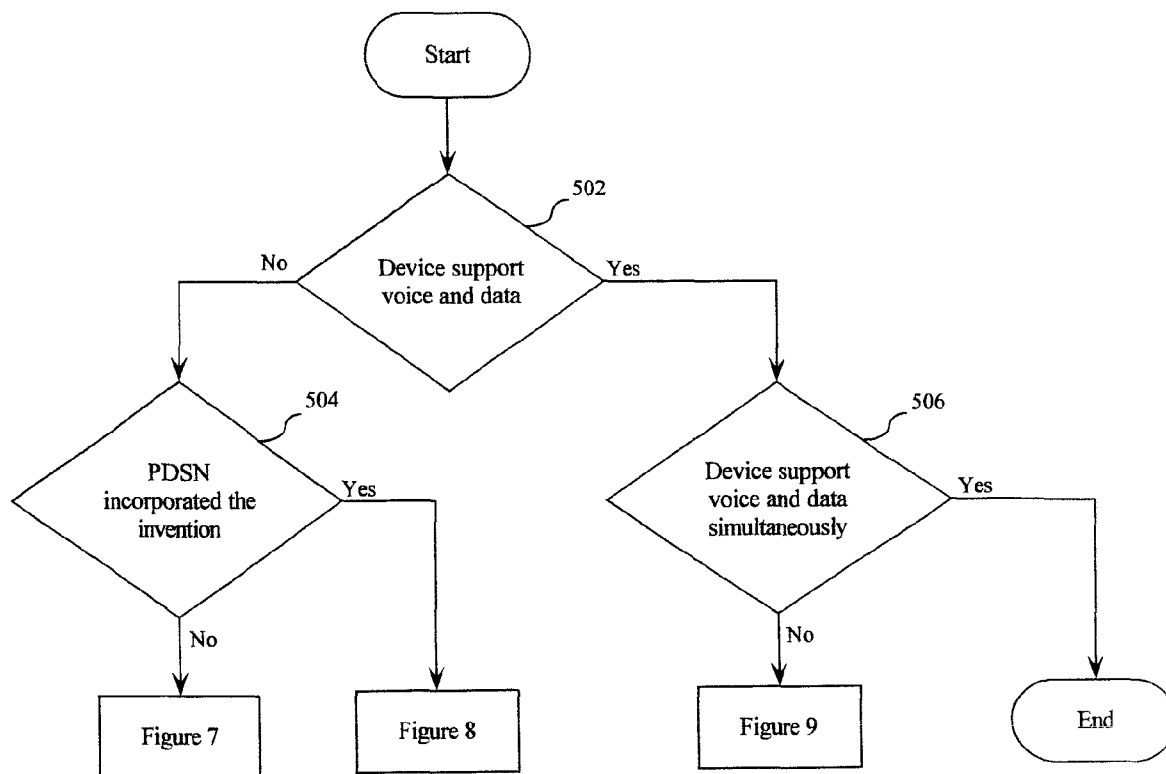 Start
502
No
Device support
voice and data
Yes
504
506
PDSN
incorporated the
invention
Yes
Device support
voice and data
simultaneously
Yes
No
No
Figure 7
Figure 8
Figure 9
End